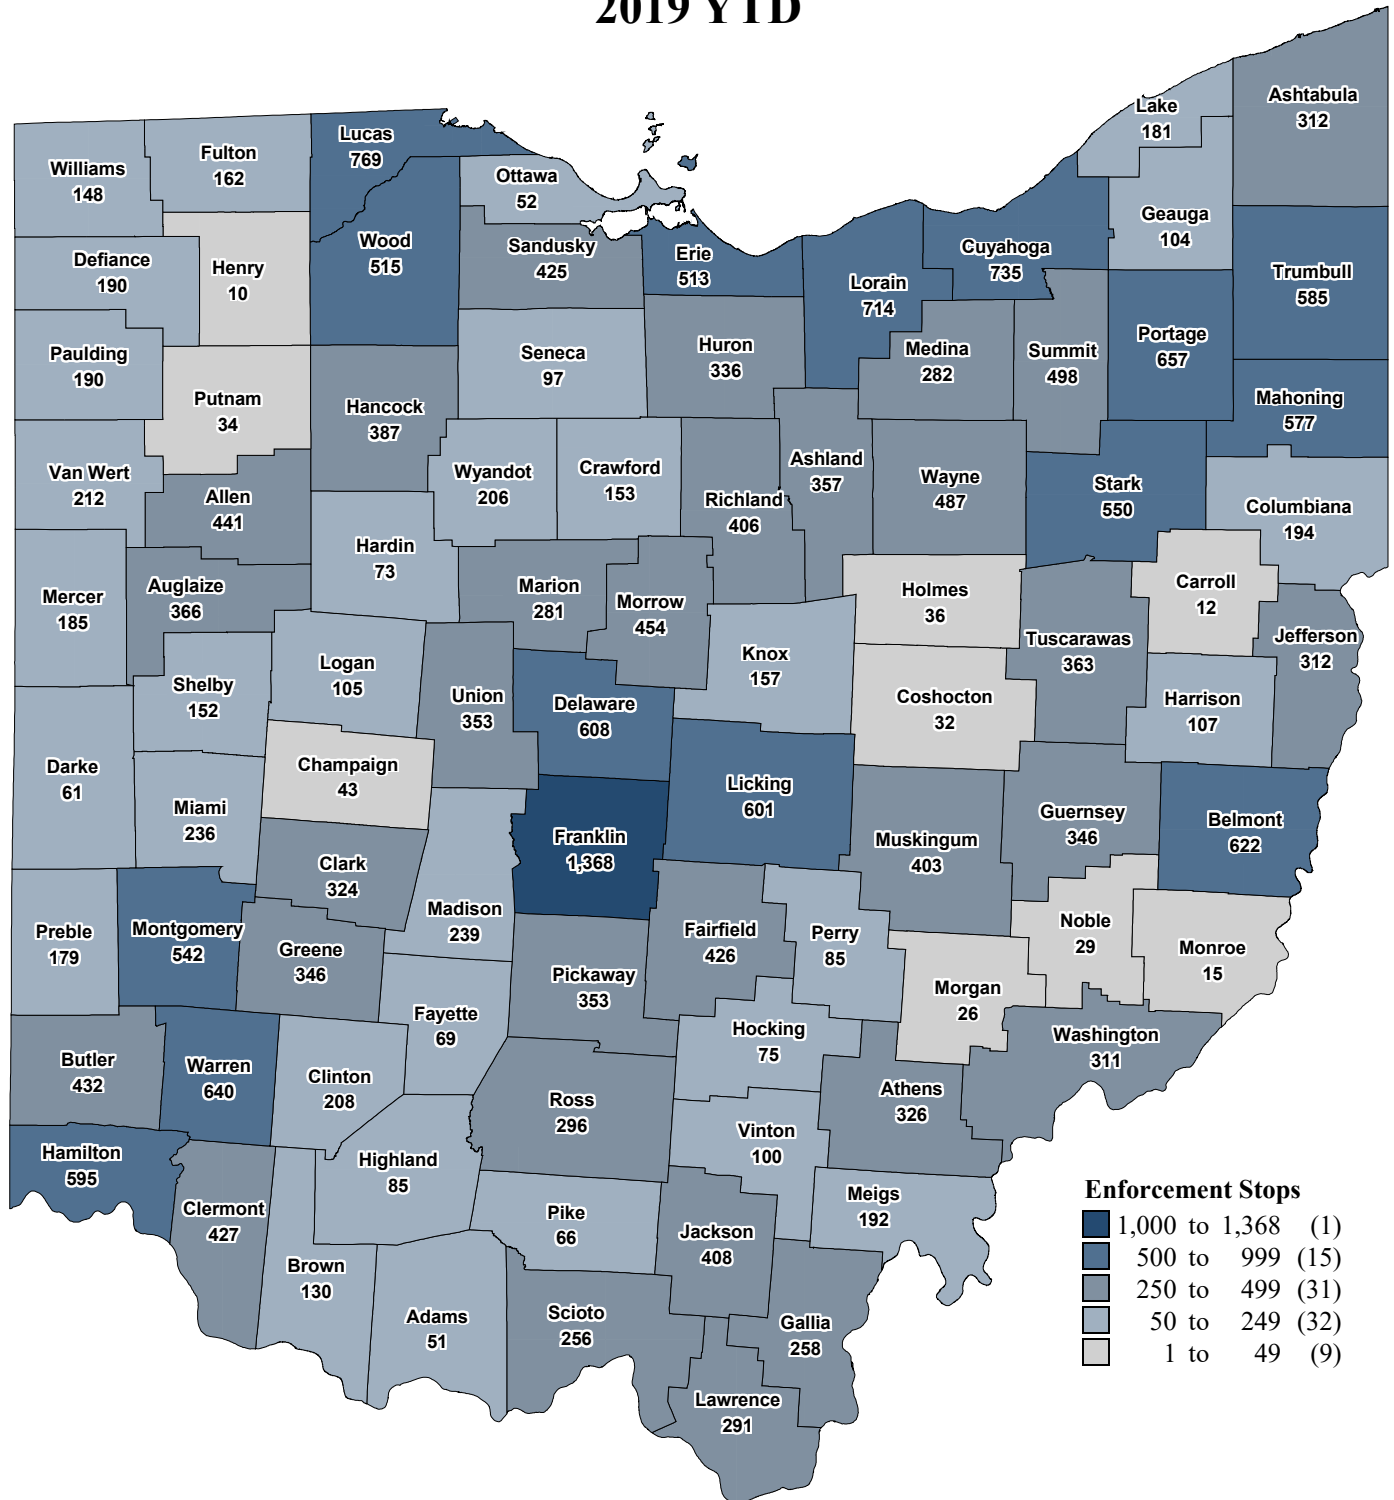 2019 YTD
Ashtabula
312
Lake
181
Lucas
769
Fulton
162
Williams
148
Ottawa
52
Geauga
104
Wood
515
Sandusky
425
Erie
513
Cuyahoga
735
Defiance
190
Henry
10
Lorain
714
Trumbull
585
Paulding
190
Seneca
97
Huron
336
Medina
282
Summit
498
Portage
657
Putnam
34
Hancock
387
Mahoning
577
Van Wert
212
Wyandot
206
Crawford
153
Ashland
357
Wayne
487
Stark
550
Allen
441
Richland
406
Columbiana
194
Hardin
73
Mercer
185
Auglaize
366
Marion
281
Morrow
454
Holmes
36
Carroll
12
Tuscarawas
363
Jefferson
312
Logan
105
Knox
157
Shelby
152
Union
353
Delaware
608
Coshocton
32
Harrison
107
Darke
61
Champaign
43
Licking
601
Miami
236
Franklin
1,368
Muskingum
403
Guernsey
346
Belmont
622
Clark
324
Madison
239
Preble
179
Montgomery
542
Greene
346
Fairfield
426
Perry
85
Noble
29
Monroe
15
Pickaway
353
Morgan
26
Fayette
69
Hocking
75
Washington
311
Butler
432
Warren
640
Clinton
208
Ross
296
Athens
326
Vinton
100
Hamilton
595
Highland
85
Meigs
192
Clermont
427
Pike
66
Jackson
408
Brown
130
Adams
51
Scioto
256
Gallia
258
Lawrence
291
Enforcement Stops
1,000 to 1,368 (1)
500 to 999 (15)
250 to 499 (31)
50 to 249 (32)
1 to 49 (9)